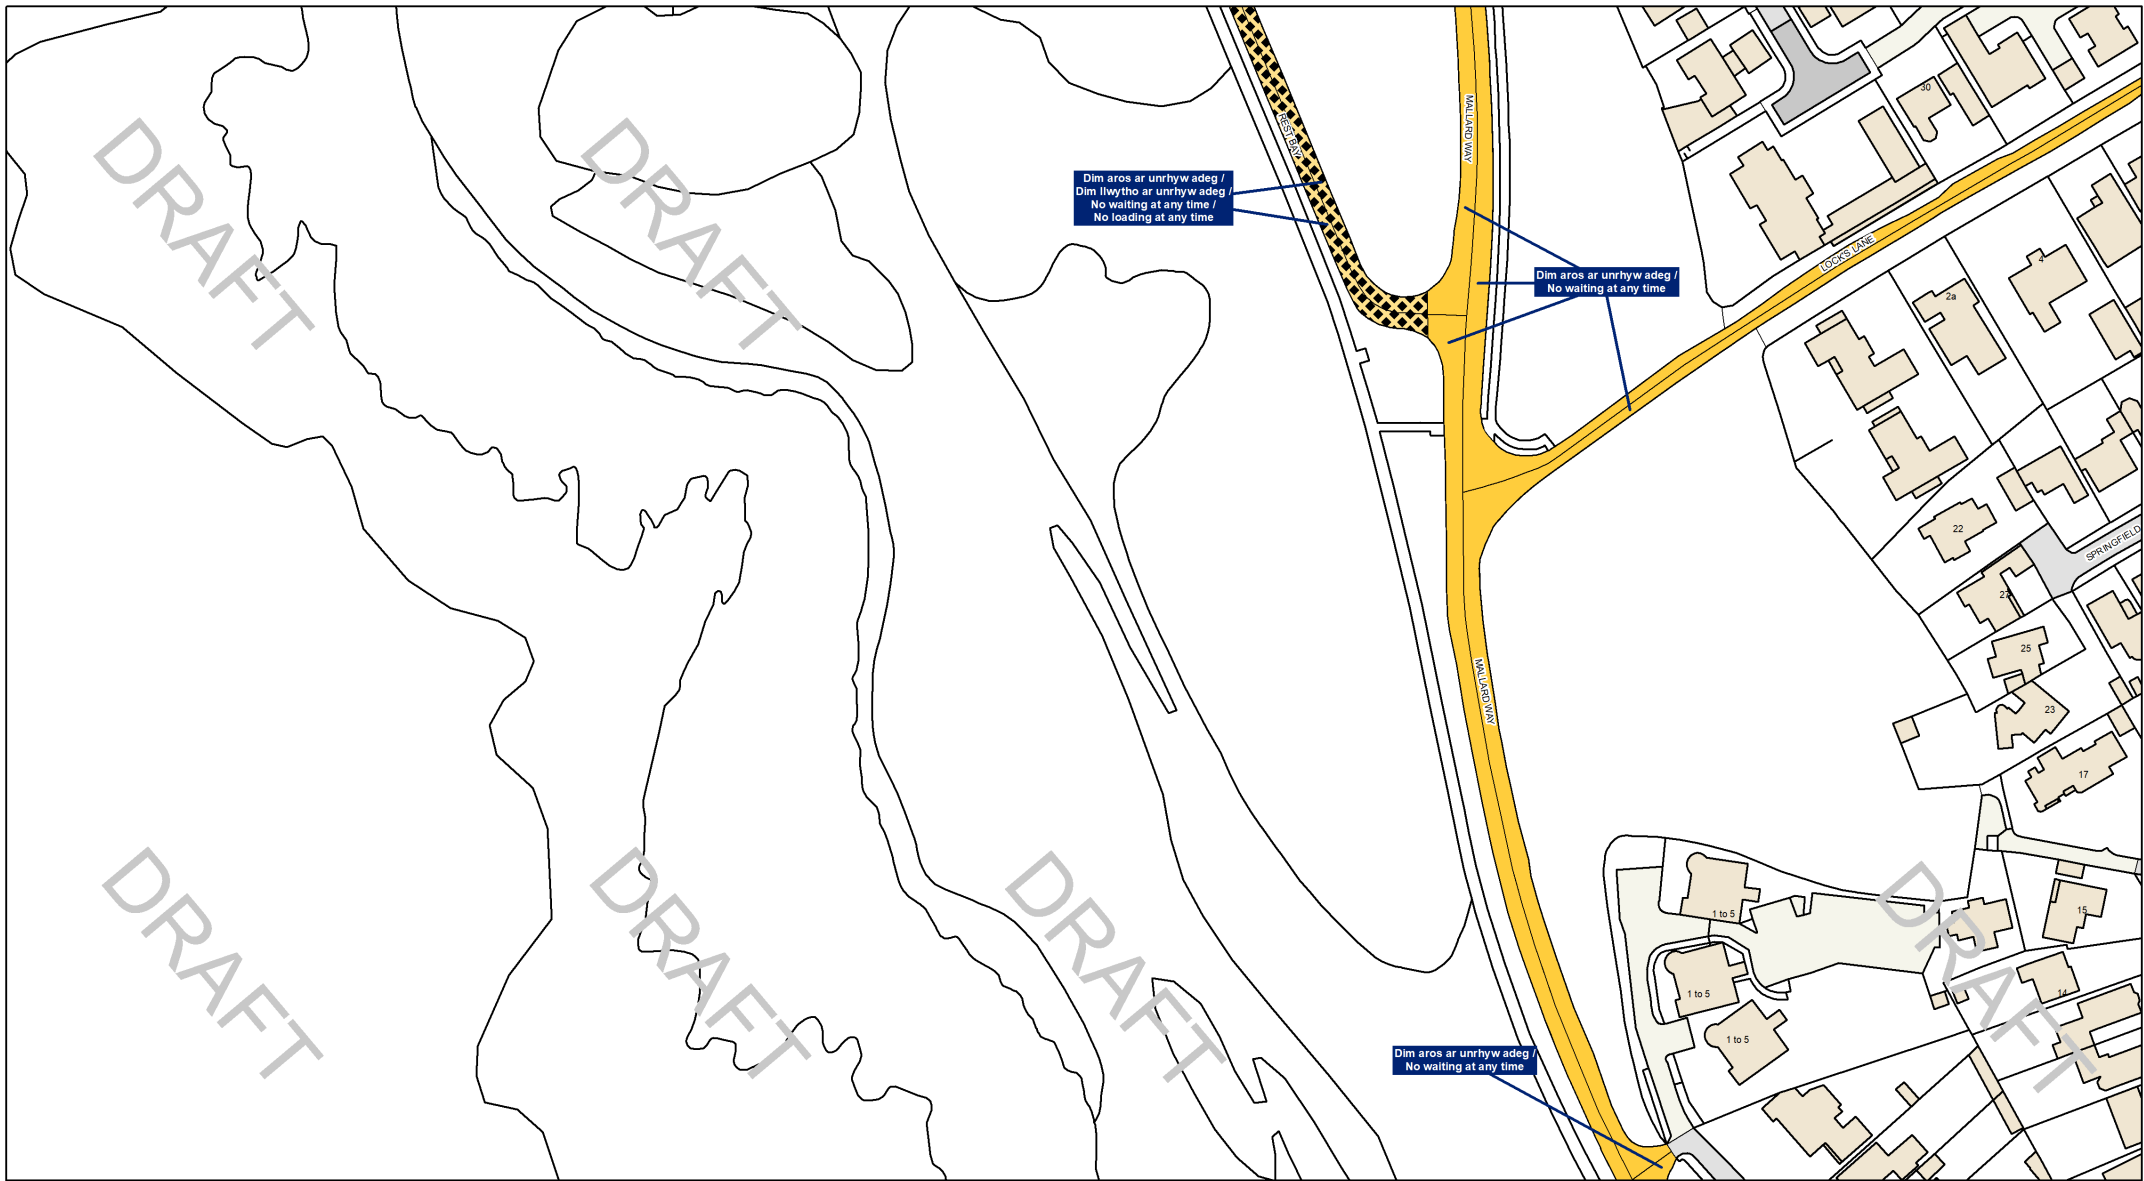 30
MALLARD WAY
REST BAY
DRAFT
DRAFT
Dim aros ar unrhyw adeg /
Dim llwytho ar unrhyw adeg /
No waiting at any time /
No loading at any time
LOCKS LANE
4
Dim aros ar unrhyw adeg /
No waiting at any time
2a
22
SPRINGFIELD
27
25
MALLARD WAY
23
17
DRAFT
DRAFT
DRAFT
DRAFT
1 to 5
15
1 to 5
14
1 to 5
Dim aros ar unrhyw adeg /
No waiting at any time